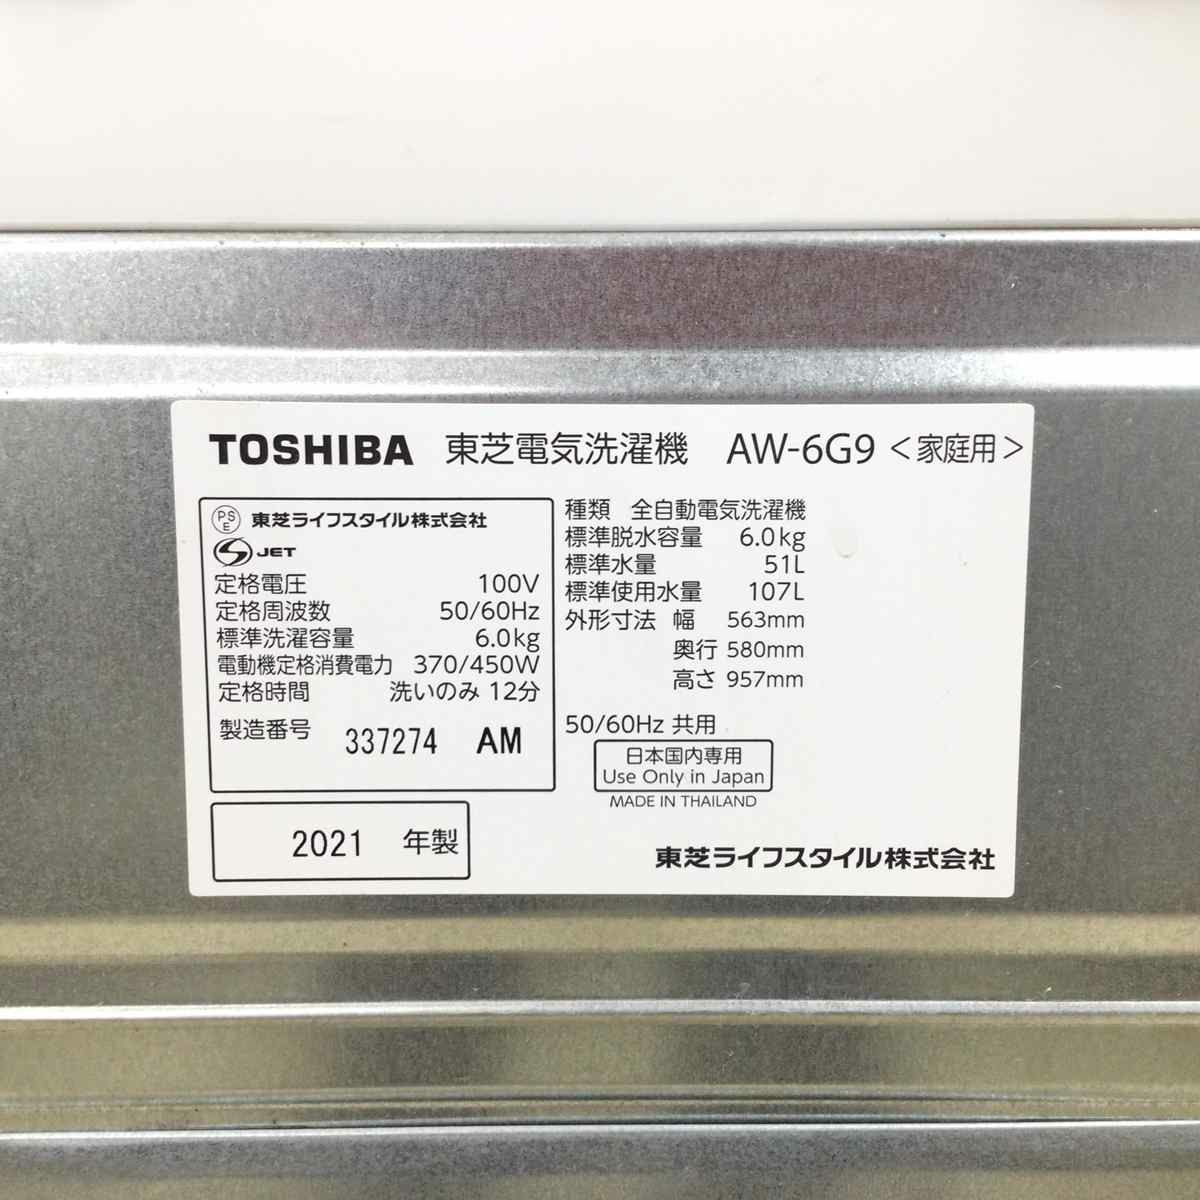 TOSHIBA 東芝電気洗濯機 AW-6G9 <家庭用>
PS E 東芝ライフスタイル株式会社
S JET
定格電圧 100V
定格周波数 50/60Hz
標準洗濯容量 6.0kg
電動機定格消費電力 370/450W
定格時間 洗いのみ 12分
製造番号 337274 AM
2021 年製
種類 全自動電気洗濯機
標準脱水容量 6.0kg
標準水量 51L
標準使用水量 107L
外形寸法 幅 563mm
奥行 580mm
高さ 957mm
50/60Hz 共用
日本国内専用
Use Only in Japan
MADE IN THAILAND
東芝ライフスタイル株式会社